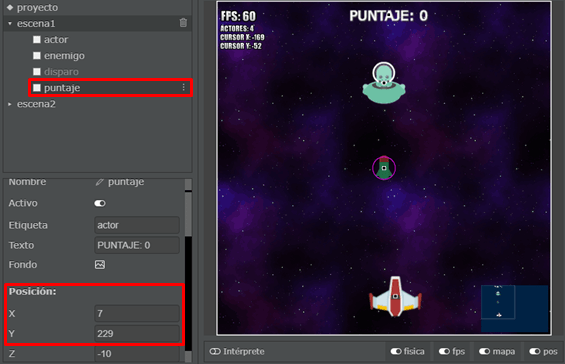 proyecto
escena1
actor
enemigo
disparo
puntaje
escena2
Nombre puntaje
Activo
Etiqueta actor
Texto PUNTAJE: 0
Fondo
Posición:
X 7
Y 229
Z -10
FPS: 60
ACTORES: 4
CURSOR X: -169
CURSOR Y: -52
PUNTAJE: 0
Intérprete física fps mapa pos